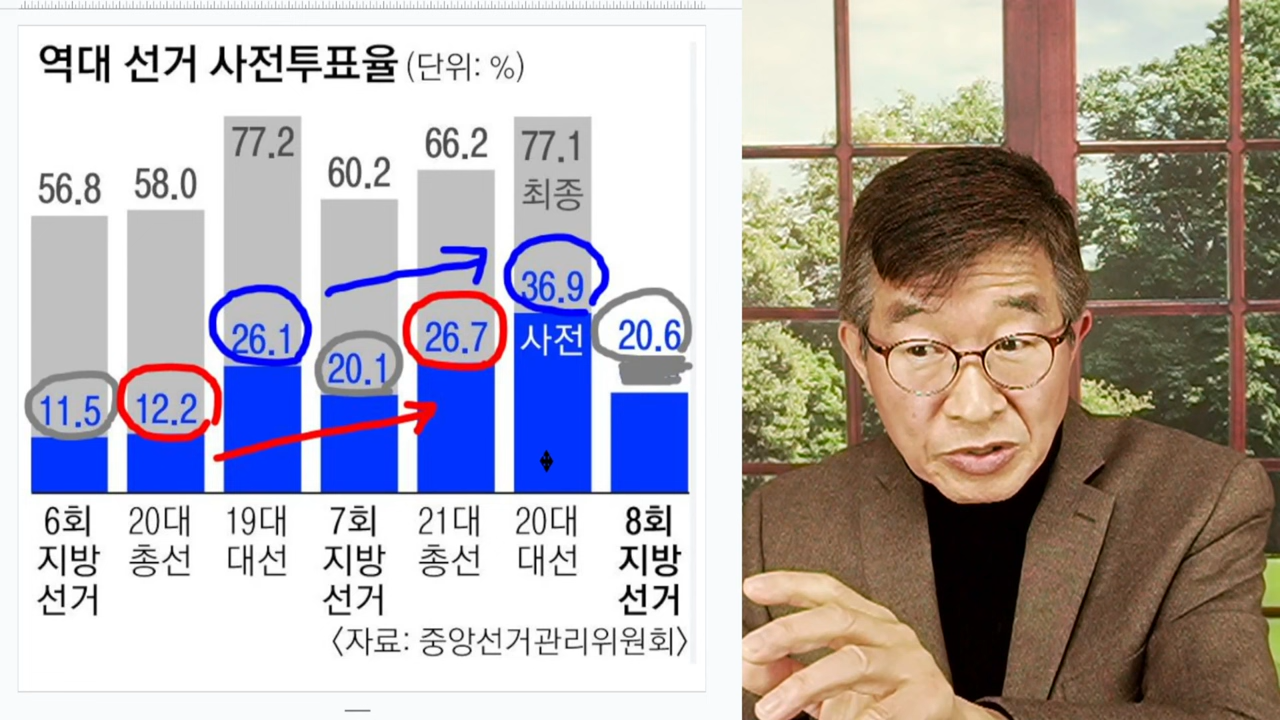 역대 선거 사전투표율 (단위: %)
56.8
58.0
77.2
60.2
66.2
77.1
최종
11.5
12.2
26.1
20.1
26.7
36.9
사전
20.6
6회 지방 선거
20대 총선
19대 대선
7회 지방 선거
21대 총선
20대 대선
8회 지방 선거
〈자료: 중앙선거관리위원회〉